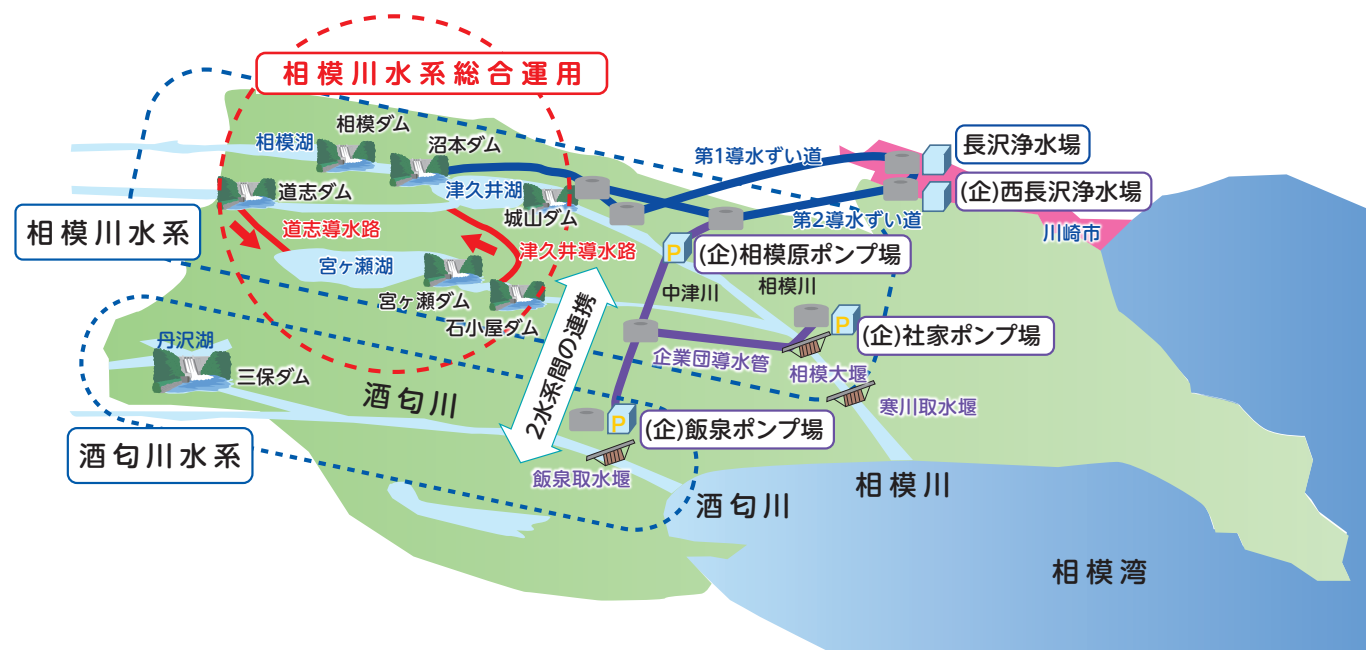 相模川水系総合運用
相模ダム
相模湖
沼本ダム
第1導水ずい道
長沢浄水場
道志ダム
津久井湖
(企)西長沢浄水場
城山ダム
第2導水ずい道
川崎市
相模川水系
道志導水路
津久井導水路
(企)相模原ポンプ場
宮ヶ瀬湖
中津川
相模川
宮ヶ瀬ダム
石小屋ダム
2水系間の連携
P
P
(企)社家ポンプ場
丹沢湖
三保ダム
企業団導水管
相模大堰
酒匂川
寒川取水堰
P
(企)飯泉ポンプ場
酒匂川水系
飯泉取水堰
酒匂川
相模川
相模湾